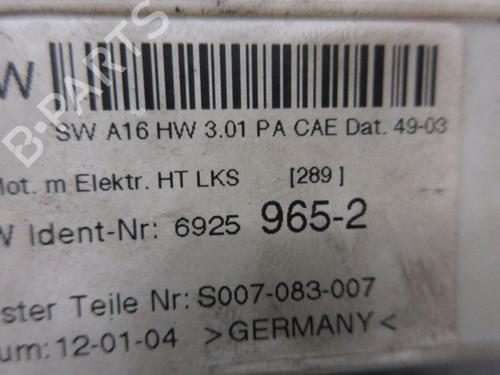 W
SW A16 HW 3.01 PA CAE Dat. 49-03
Mot. m Elektr. HT LKS [289]
W Ident-Nr: 6925 965-2
ster Teile Nr: S007-083-007
um: 12-01-04 >GERMANY<
B-PARTS